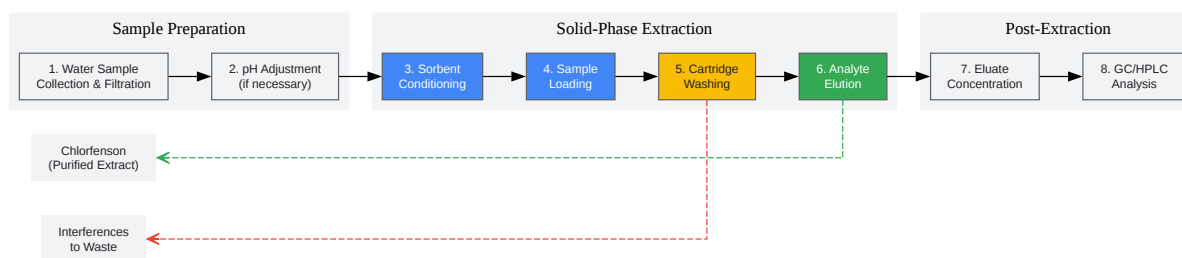 Sample Preparation
Solid-Phase Extraction
Post-Extraction
1. Water Sample
Collection & Filtration
2. pH Adjustment
(if necessary)
3. Sorbent
Conditioning
4. Sample
Loading
5. Cartridge
Washing
6. Analyte
Elution
7. Eluate
Concentration
8. GC/HPLC
Analysis
Chlorfenson
(Purified Extract)
Interferences
to Waste